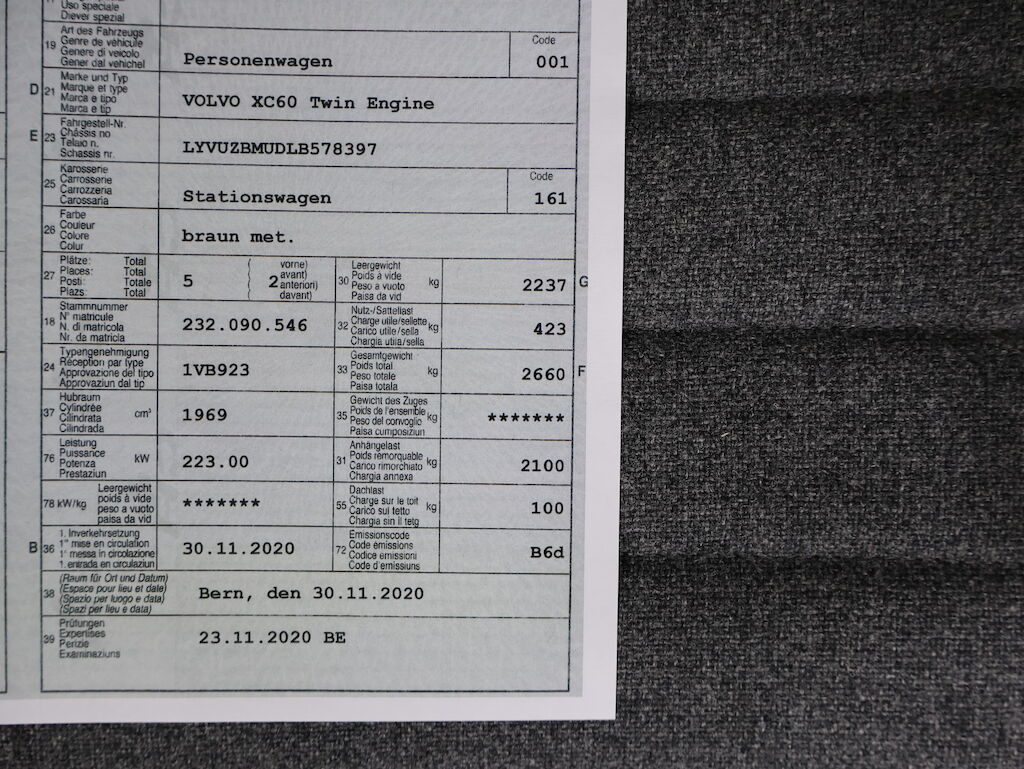 Uso speciale
Diever spezial
19 Art des Fahrzeugs
Genre de véhicule
Genere di veicolo
Gener dal vehichel
Personenwagen
Code
001
D 21 Marke und Typ
Marque et type
Marca e tipo
Marca e tip
VOLVO XC60 Twin Engine
E 23 Fahrgestell-Nr.
Châssis no
Telaio n.
Schassis nr.
LYVUZBMUDLB578397
25 Karosserie
Carrosserie
Carrozzeria
Carossaria
Stationswagen
Code
161
26 Farbe
Couleur
Colore
Colur
braun met.
27 Plätze: Total
Places: Total
Posti: Totale
Plazs: Total
5
vorne)
avant)
2 anteriori)
davant)
30 Leergewicht
Poids à vide
Peso a vuoto
Paisa da vid
kg
2237 G
18 Stammnummer
N° matricule
N. di matricola
Nr. da matricla
232.090.546
32 Nutz-/Sattellast
Charge utile/sellette
Carico utile/sella
Chargia utila/sella
kg
423
24 Typengenehmigung
Réception par type
Approvazione del tipo
Approvaziun dal tip
1VB923
33 Gesamtgewicht
Poids total
Peso totale
Paisa totala
kg
2660 F
37 Hubraum
Cylindrée
Cilindrata
Cilindrada
cm³
1969
35 Gewicht des Zuges
Poids de l'ensemble
Peso del convoglio
Paisa cumposiziun
kg
*******
76 Leistung
Puissance
Potenza
Prestaziun
kW
223.00
31 Anhängelast
Poids remorquable
Carico rimorchiato
Chargia annexa
kg
2100
78 kW/kg Leergewicht
poids à vide
peso a vuoto
paisa da vid
*******
55 Dachlast
Charge sur le toit
Carico sul tetto
Chargia sin il tetg
kg
100
B 36 1. Inverkehrsetzung
1re mise en circulation
1a messa in circolazione
1. entrada en circulaziun
30.11.2020
72 Emissionscode
Code émissions
Codice emissioni
Code d'emissiuns
B6d
38 (Raum für Ort und Datum)
(Espace pour lieu et date)
(Spazio per luogo e data)
(Spazi per lieu e data)
Bern, den 30.11.2020
39 Prüfungen
Expertises
Perizie
Examinaziuns
23.11.2020 BE